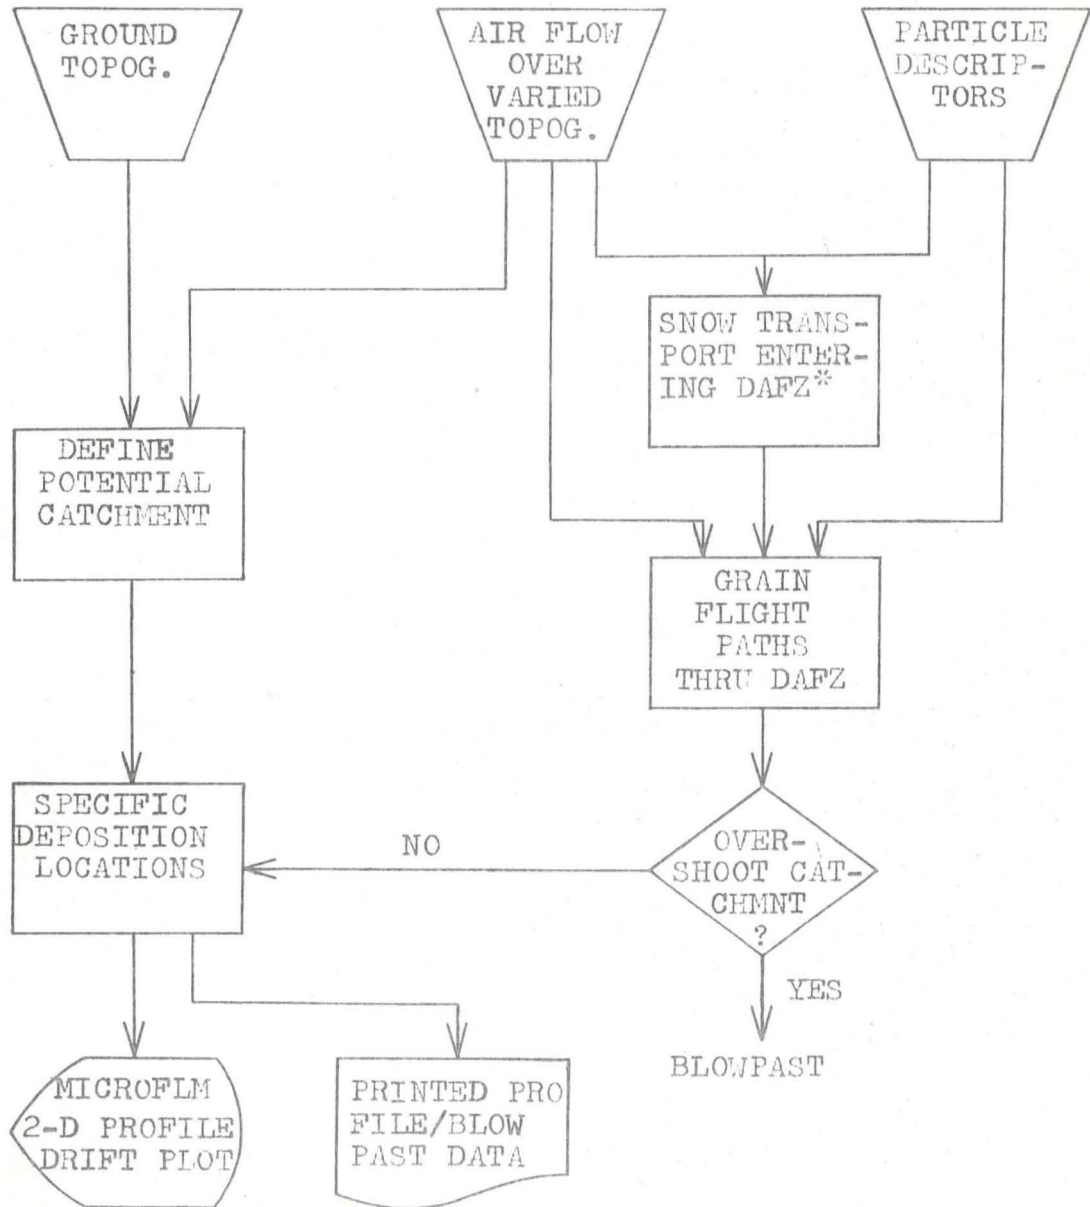 GROUND
TOPOG.
AIR FLOW
OVER
VARIED
TOPOG.
PARTICLE
DESCRIP-
TORS
SNOW TRANS-
PORT ENTER-
ING DAFZ*
DEFINE
POTENTIAL
CATCHMENT
GRAIN
FLIGHT
PATHS
THRU DAFZ
SPECIFIC
DEPOSITION
LOCATIONS
NO
OVER-
SHOOT CAT-
CHMNT
?
YES
BLOWPAST
MICROFLM
2-D PROFILE
DRIFT PLOT
PRINTED PRO
FILE/BLOW
PAST DATA